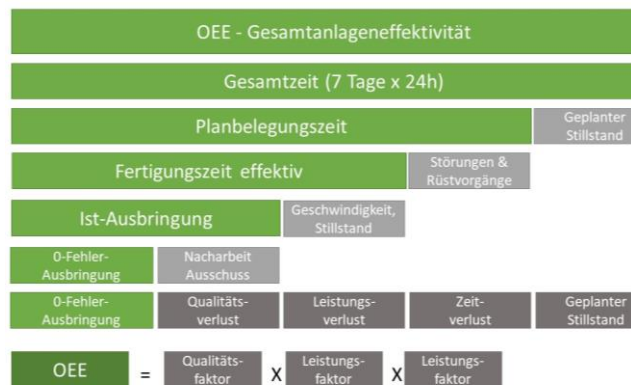 OEE - Gesamtanlageneffektivität
Gesamtzeit (7 Tage x 24h)
Planbelegungszeit
Geplanter
Stillstand
Fertigungszeit effektiv
Störungen &
Rüstvorgänge
Ist-Ausbringung
Geschwindigkeit,
Stillstand
0-Fehler-
Ausbringung
Nacharbeit
Ausschuss
0-Fehler-
Ausbringung
Qualitäts-
verlust
Leistungs-
verlust
Zeit-
verlust
Geplanter
Stillstand
OEE
=
Qualitäts-
faktor
X
Leistungs-
faktor
X
Leistungs-
faktor